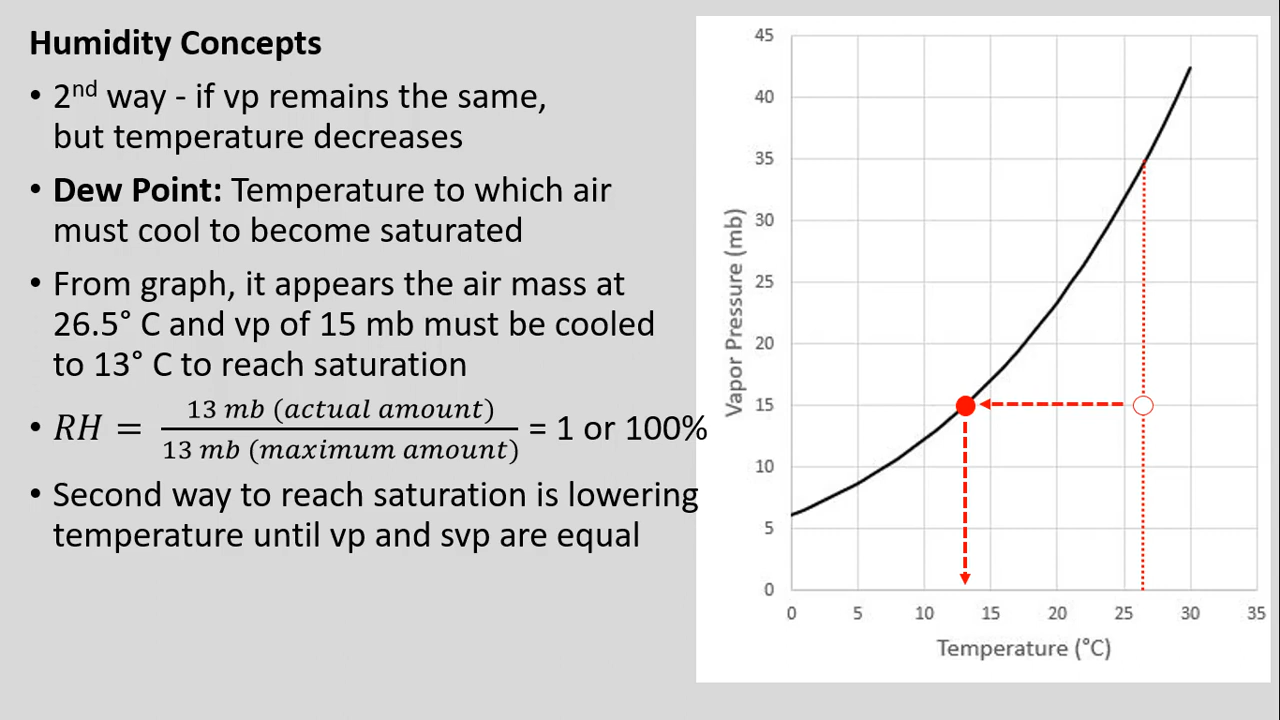 Humidity Concepts
• 2nd way - if vp remains the same,
but temperature decreases
• Dew Point: Temperature to which air
must cool to become saturated
• From graph, it appears the air mass at
26.5° C and vp of 15 mb must be cooled
to 13° C to reach saturation
• RH = 13 mb (actual amount) / 13 mb (maximum amount) = 1 or 100%
• Second way to reach saturation is lowering
temperature until vp and svp are equal
Vapor Pressure (mb)
45
40
35
30
25
20
15
10
5
0
0 5 10 15 20 25 30 35
Temperature (°C)